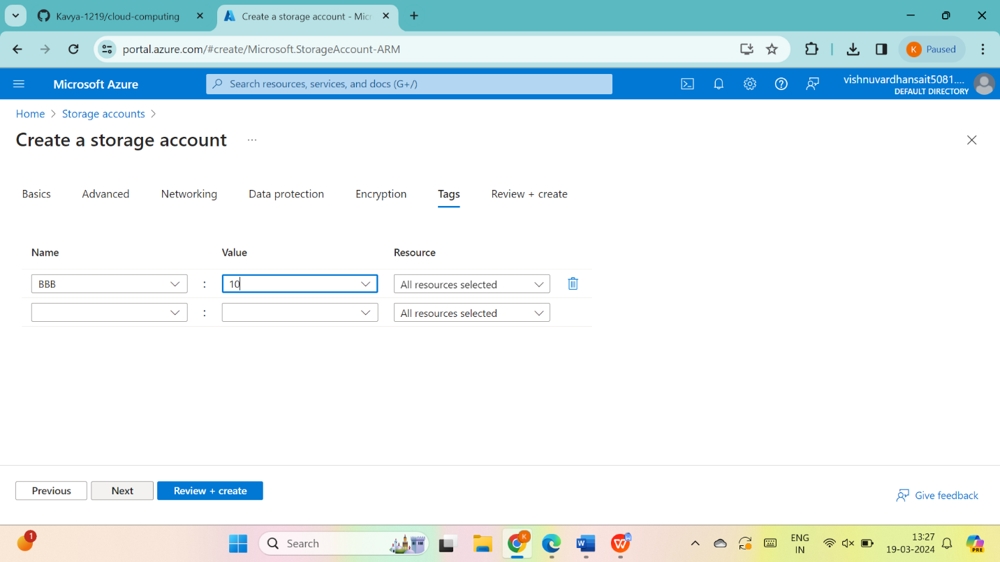 Kavya-1219/cloud-computing
Create a storage account - Micr
portal.azure.com/#create/Microsoft.StorageAccount-ARM
K Paused
Microsoft Azure
Search resources, services, and docs (G+/)
vishnuvardhansait5081....
DEFAULT DIRECTORY
Home > Storage accounts >
Create a storage account ...
Basics Advanced Networking Data protection Encryption Tags Review + create
Name Value Resource
BBB : 10 All resources selected
: All resources selected
Previous Next Review + create
Give feedback
1
Search
K
W
W
ENG
IN
13:27
19-03-2024
PRE